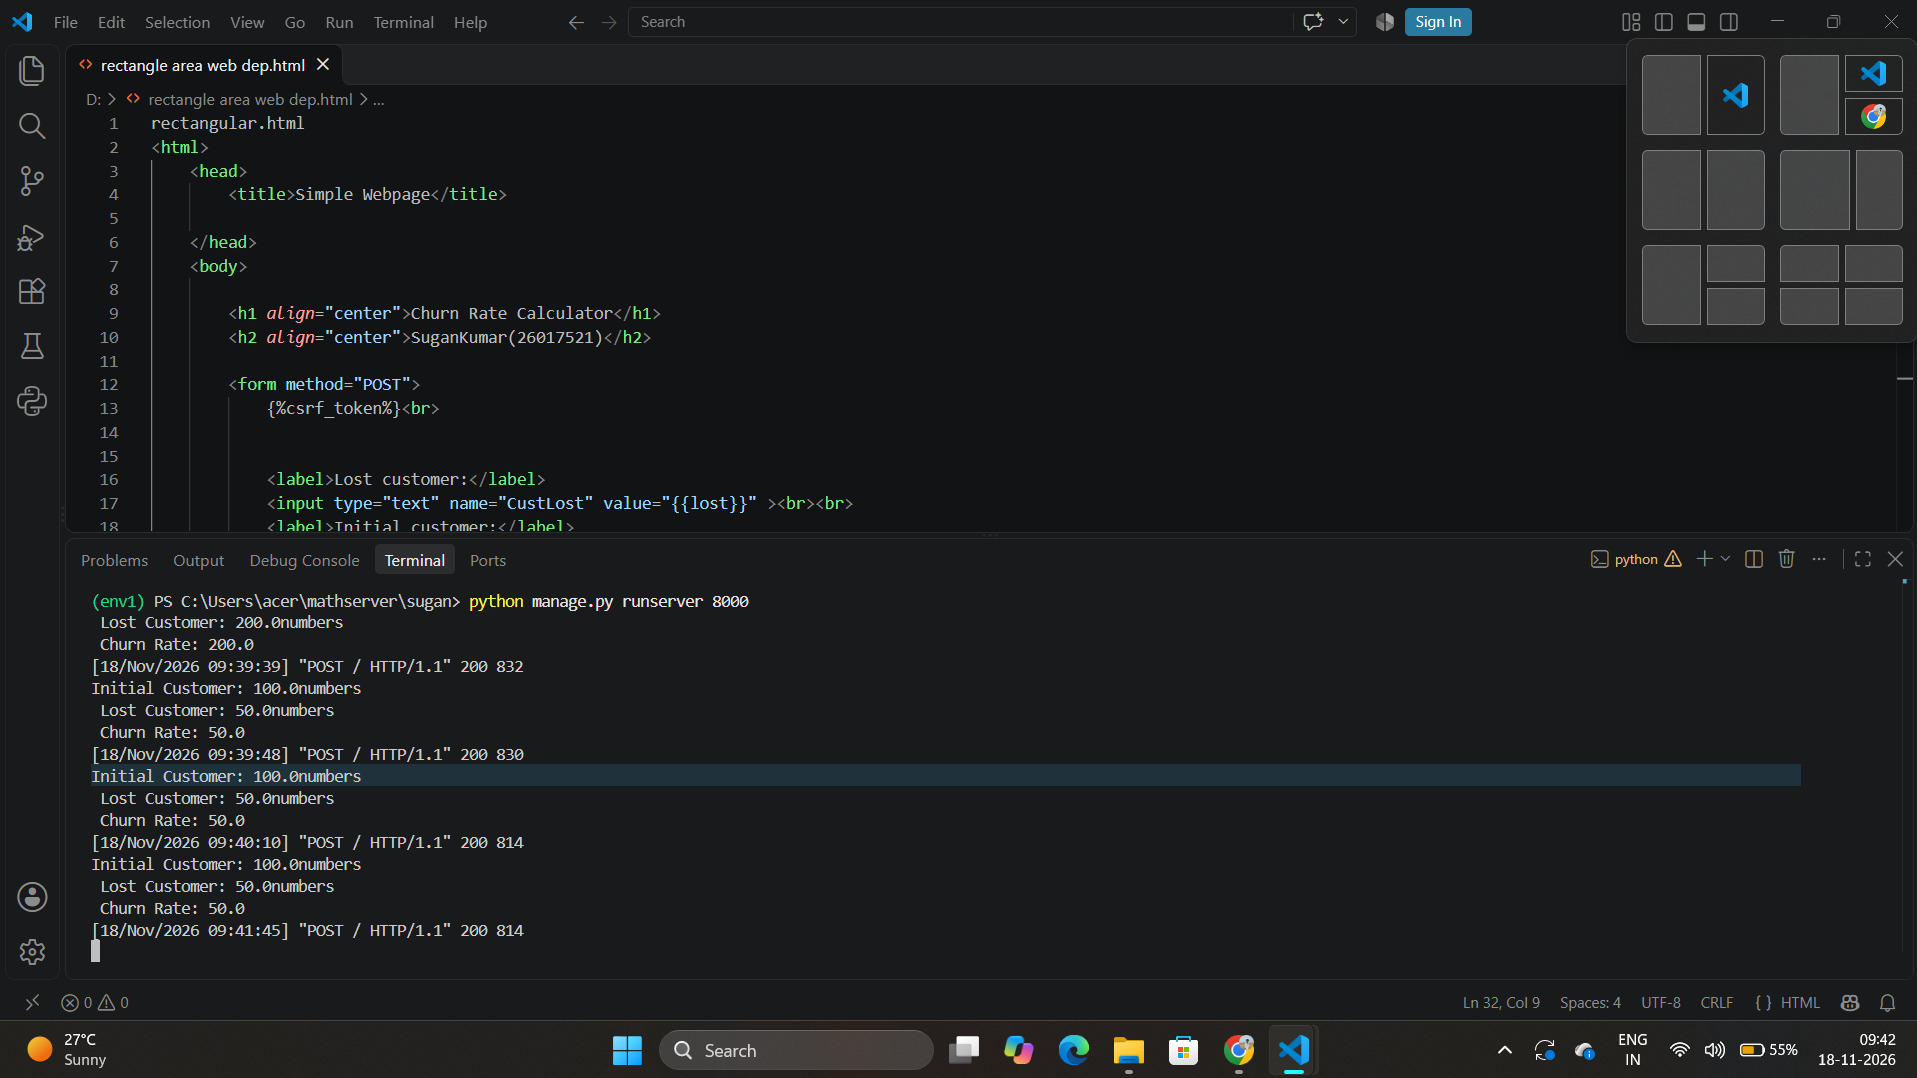 File Edit Selection View Go Run Terminal Help
Search
Sign In
rectangle area web dep.html
D: > rectangle area web dep.html > ...
1 rectangular.html
2 <html>
3 <head>
4 <title>Simple Webpage</title>
5
6 </head>
7 <body>
8
9 <h1 align="center">Churn Rate Calculator</h1>
10 <h2 align="center">SuganKumar(26017521)</h2>
11
12 <form method="POST">
13 {%csrf_token%}<br>
14
15
16 <label>Lost customer:</label>
17 <input type="text" name="CustLost" value="{{lost}}" ><br><br>
18 <label>Initial customer:</label>
Problems Output Debug Console Terminal Ports
python
(env1) PS C:\Users\acer\mathserver\sugan> python manage.py runserver 8000
Lost Customer: 200.0numbers
Churn Rate: 200.0
[18/Nov/2026 09:39:39] "POST / HTTP/1.1" 200 832
Initial Customer: 100.0numbers
Lost Customer: 50.0numbers
Churn Rate: 50.0
[18/Nov/2026 09:39:48] "POST / HTTP/1.1" 200 830
Initial Customer: 100.0numbers
Lost Customer: 50.0numbers
Churn Rate: 50.0
[18/Nov/2026 09:40:10] "POST / HTTP/1.1" 200 814
Initial Customer: 100.0numbers
Lost Customer: 50.0numbers
Churn Rate: 50.0
[18/Nov/2026 09:41:45] "POST / HTTP/1.1" 200 814
0 0
Ln 32, Col 9 Spaces: 4 UTF-8 CRLF { } HTML
27°C
Sunny
Search
ENG
IN
55%
09:42
18-11-2026